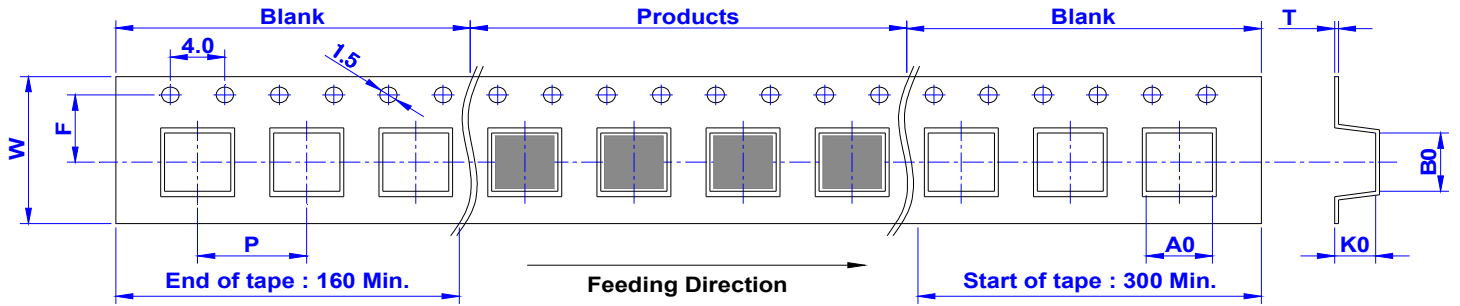 Blank
Products
Blank
T
4.0
1.5
F
W
B0
P
A0
K0
End of tape : 160 Min.
Feeding Direction
Start of tape : 300 Min.